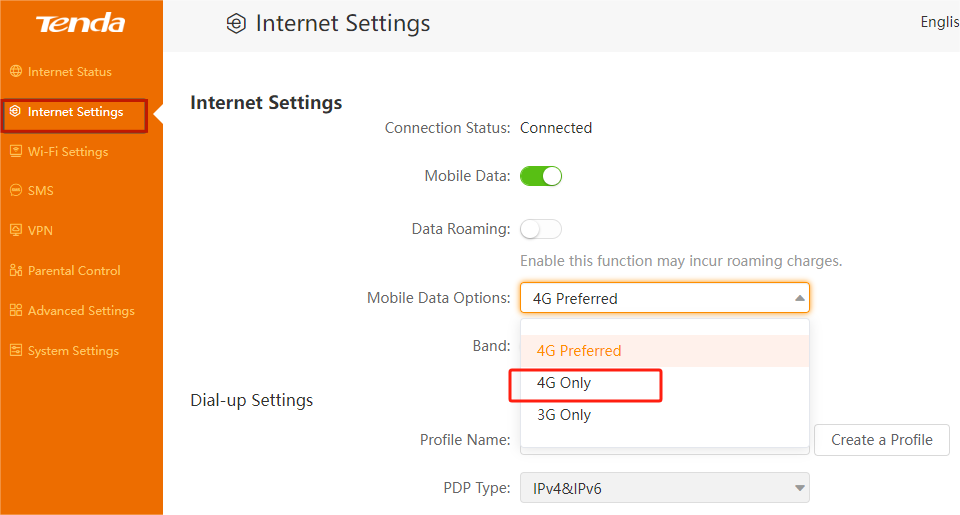 Tenda
Internet Settings
Englis
Internet Status
Internet Settings
Wi-Fi Settings
SMS
VPN
Parental Control
Advanced Settings
System Settings
Internet Settings
Connection Status: Connected
Mobile Data:
Data Roaming:
Enable this function may incur roaming charges.
Mobile Data Options: 4G Preferred
Band:
4G Preferred
4G Only
3G Only
Dial-up Settings
Profile Name: Create a Profile
PDP Type: IPv4&IPv6